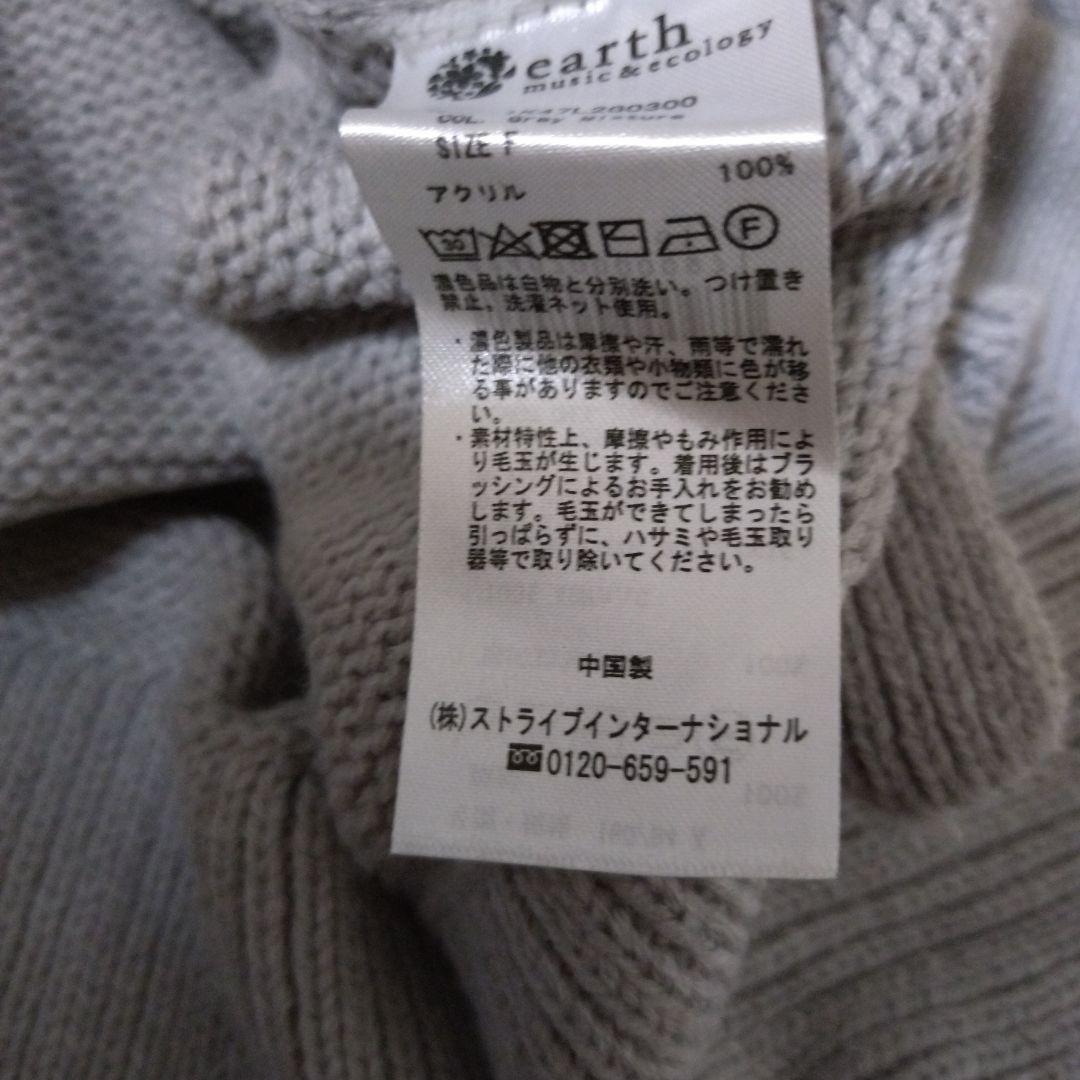 earth
music&ecology
COL. Gray Mixture
SIZE F
アクリル 100%
30
F
濃色品は白物と分別洗い。つけ置き
禁止。洗濯ネット使用。
・濃色製品は摩擦や汗、雨等で濡れ
た際に他の衣類や小物類に色が移
る事がありますのでご注意くださ
い。
・素材特性上、摩擦やもみ作用によ
り毛玉が生じます。着用後はブラ
ッシングによるお手入れをお勧め
します。毛玉ができてしまったら
引っぱらずに、ハサミや毛玉取り
器等で取り除いてください。
中国製
(株)ストライプインターナショナル
0120-659-591